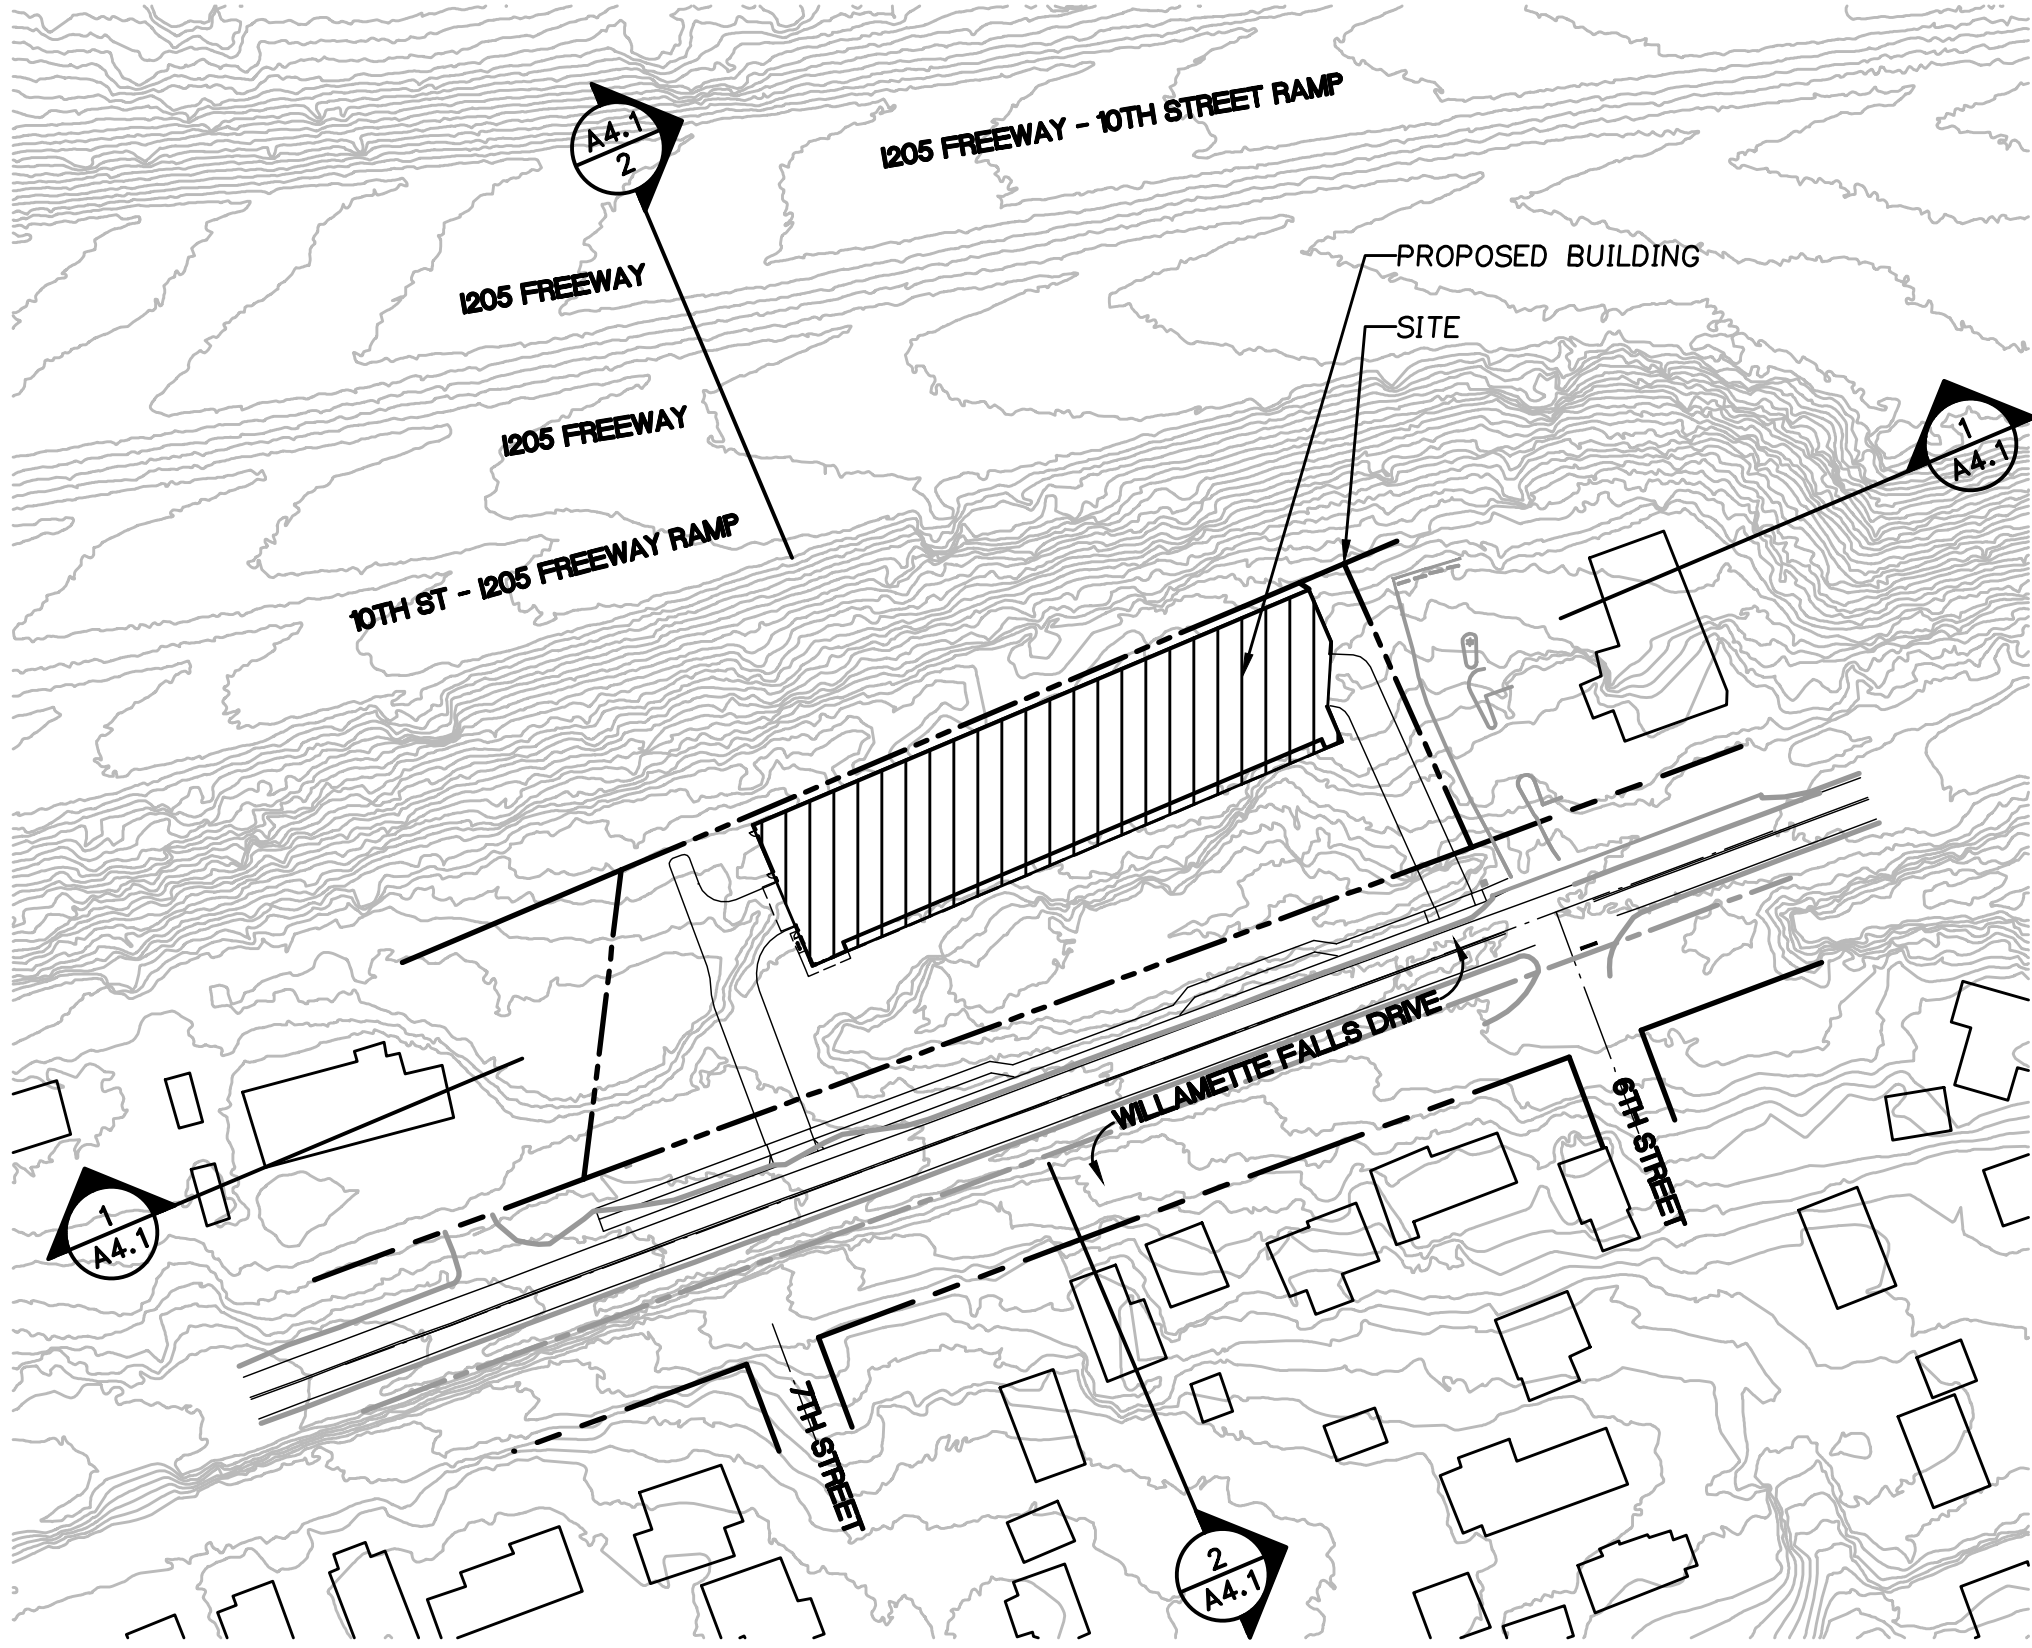 I205 FREEWAY - 10TH STREET RAMP
A4.1
2
PROPOSED BUILDING
I205 FREEWAY
SITE
I205 FREEWAY
1
A4.1
10TH ST - I205 FREEWAY RAMP
WILLAMETTE FALLS DRIVE
6TH STREET
1
A4.1
7TH STREET
2
A4.1